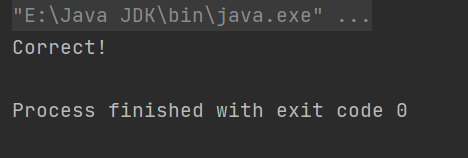 "E:\Java JDK\bin\java.exe" ...
Correct!
Process finished with exit code 0